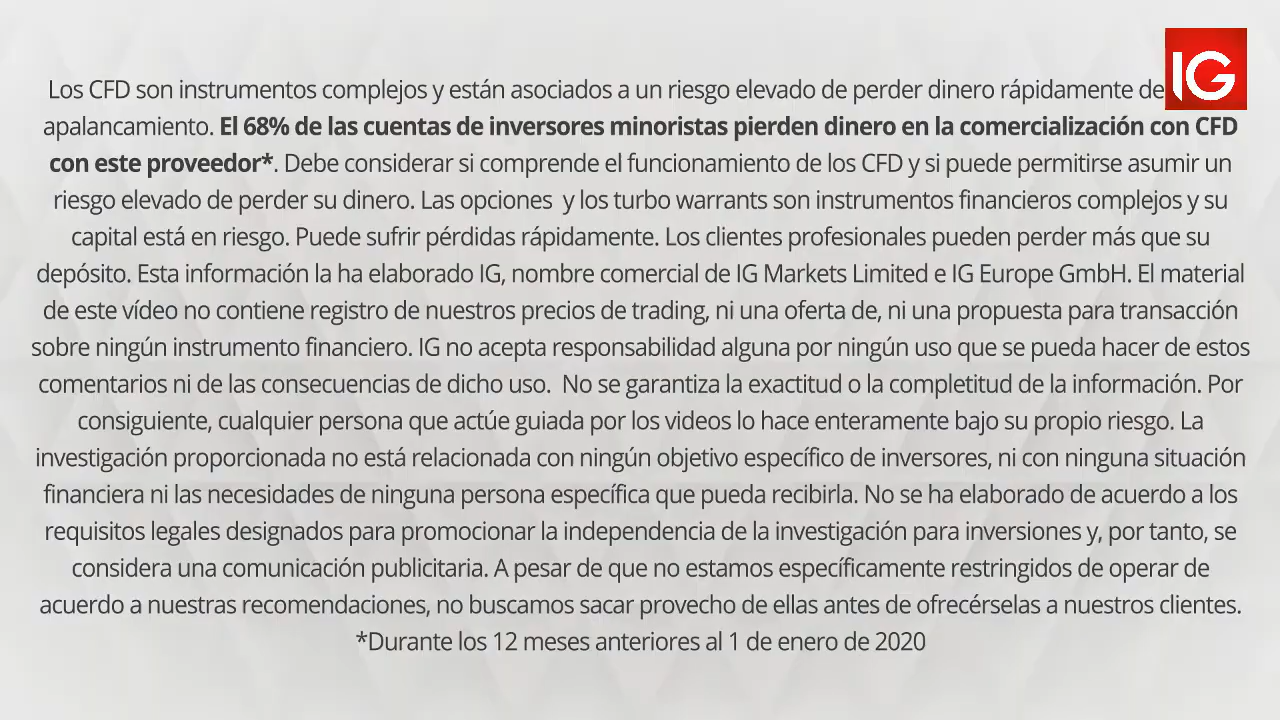 IG
Los CFD son instrumentos complejos y están asociados a un riesgo elevado de perder dinero rápidamente de
apalancamiento. El 68% de las cuentas de inversores minoristas pierden dinero en la comercialización con CFD
con este proveedor*. Debe considerar si comprende el funcionamiento de los CFD y si puede permitirse asumir un
riesgo elevado de perder su dinero. Las opciones  y los turbo warrants son instrumentos financieros complejos y su
capital está en riesgo. Puede sufrir pérdidas rápidamente. Los clientes profesionales pueden perder más que su
depósito. Esta información la ha elaborado IG, nombre comercial de IG Markets Limited e IG Europe GmbH. El material
de este vídeo no contiene registro de nuestros precios de trading, ni una oferta de, ni una propuesta para transacción
sobre ningún instrumento financiero. IG no acepta responsabilidad alguna por ningún uso que se pueda hacer de estos
comentarios ni de las consecuencias de dicho uso.  No se garantiza la exactitud o la completitud de la información. Por
consiguiente, cualquier persona que actúe guiada por los videos lo hace enteramente bajo su propio riesgo. La
investigación proporcionada no está relacionada con ningún objetivo específico de inversores, ni con ninguna situación
financiera ni las necesidades de ninguna persona específica que pueda recibirla. No se ha elaborado de acuerdo a los
requisitos legales designados para promocionar la independencia de la investigación para inversiones y, por tanto, se
considera una comunicación publicitaria. A pesar de que no estamos específicamente restringidos de operar de
acuerdo a nuestras recomendaciones, no buscamos sacar provecho de ellas antes de ofrecérselas a nuestros clientes.
*Durante los 12 meses anteriores al 1 de enero de 2020